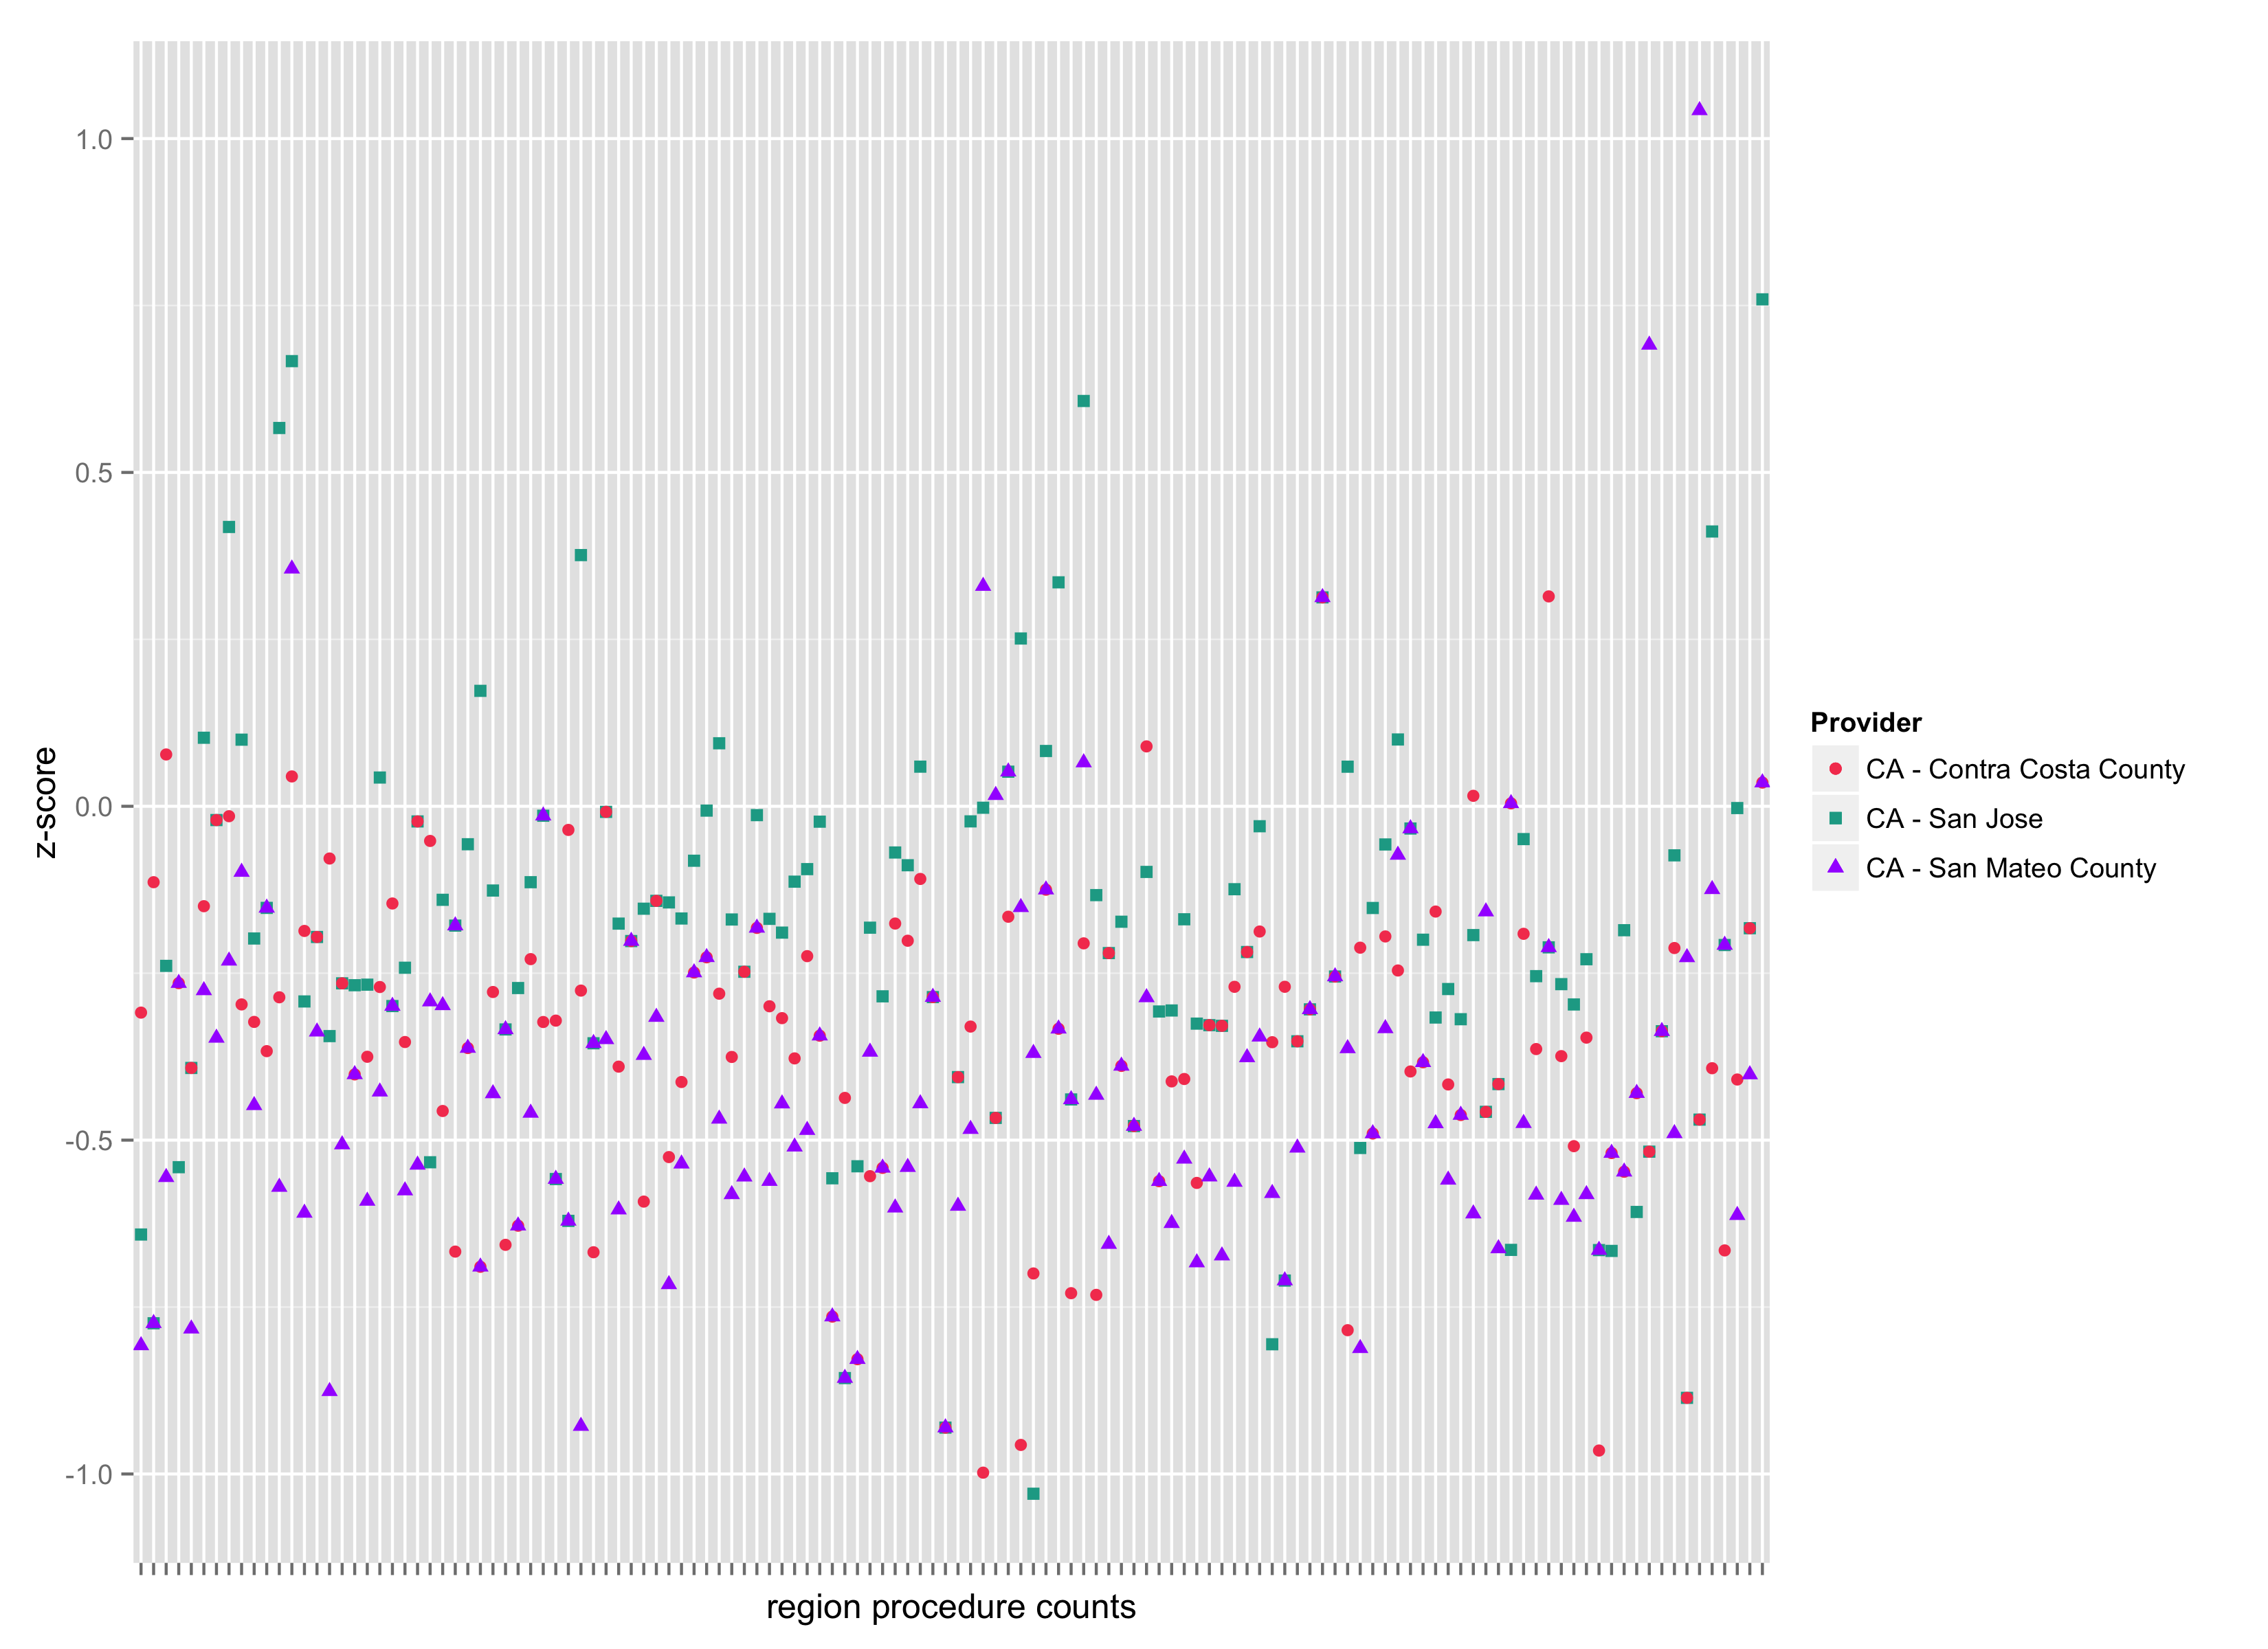 1.0
0.5
0.0
-0.5
-1.0
z-score
region procedure counts
Provider
CA - Contra Costa County
CA - San Jose
CA - San Mateo County